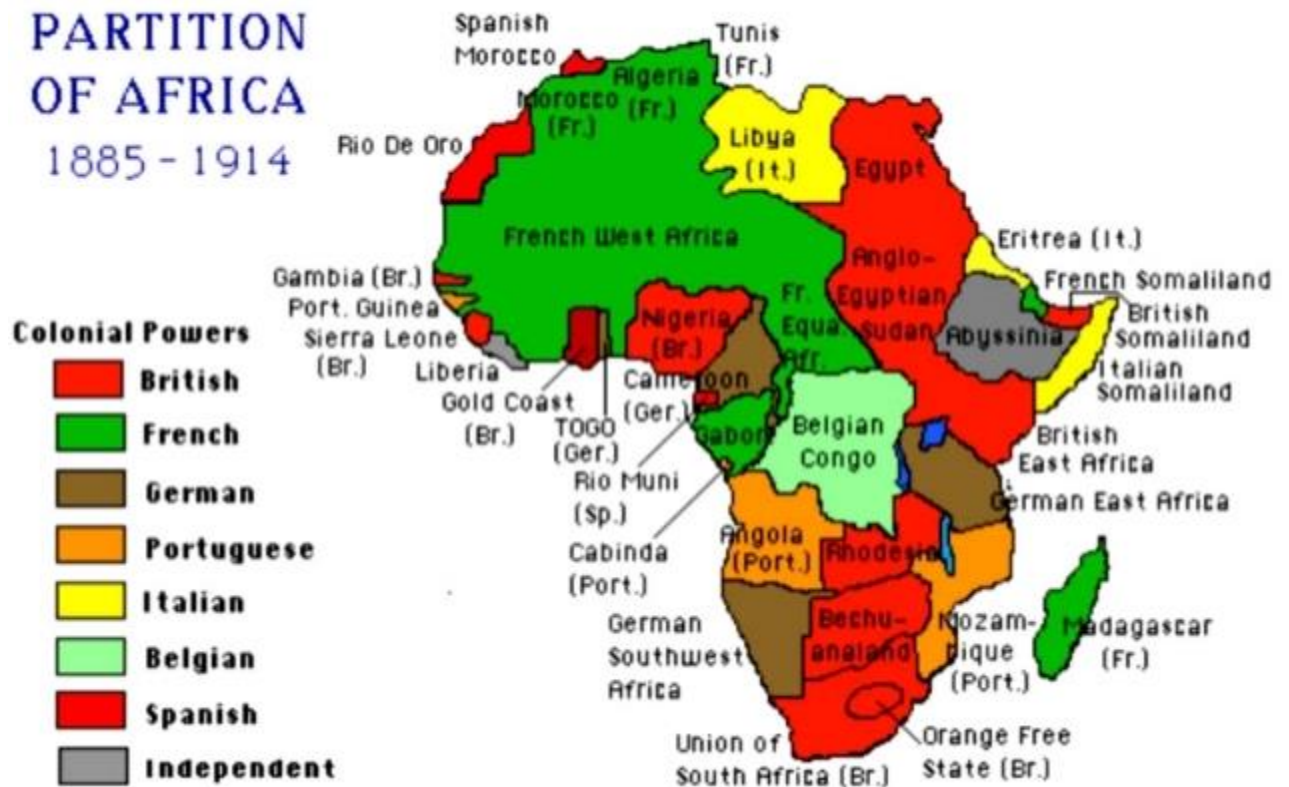 PARTITION
OF AFRICA
1885 - 1914
Colonial Powers
British
French
German
Portuguese
Italian
Belgian
Spanish
Independent
Spanish
Morocco
Tunis
(Fr.)
Algeria
(Fr.)
Morocco
(Fr.)
Rio De Oro
Libya
(It.)
Egypt
French West Africa
Anglo-
Egyptian
Sudan
Eritrea (It.)
French Somaliland
British
Somaliland
Abyssinia
Italian
Somaliland
Gambia (Br.)
Port. Guinea
Sierra Leone
(Br.)
Liberia
Gold Coast
(Br.)
TOGO
(Ger.)
Nigeria
(Br.)
Cameroon
(Ger.)
Fr.
Equa.
Afr.
Rio Muni
(Sp.)
Gabon
Cabinda
(Port.)
Belgian
Congo
British
East Africa
German East Africa
Angola
(Port.)
Rhodesia
German
Southwest
Africa
Bechu-
analand
Mozam-
bique
(Port.)
Madagascar
(Fr.)
Union of
South Africa (Br.)
Orange Free
State (Br.)